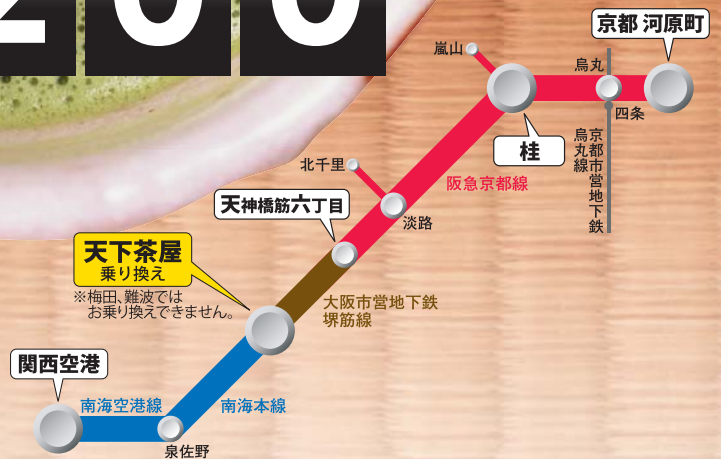 200
京都 河原町
嵐山
烏丸
四条
桂
京都市営地下鉄
烏丸線
北千里
阪急京都線
天神橋筋六丁目
淡路
天下茶屋
乗り換え
※梅田、難波では
お乗り換えできません。
大阪市営地下鉄
堺筋線
関西空港
南海空港線
南海本線
泉佐野